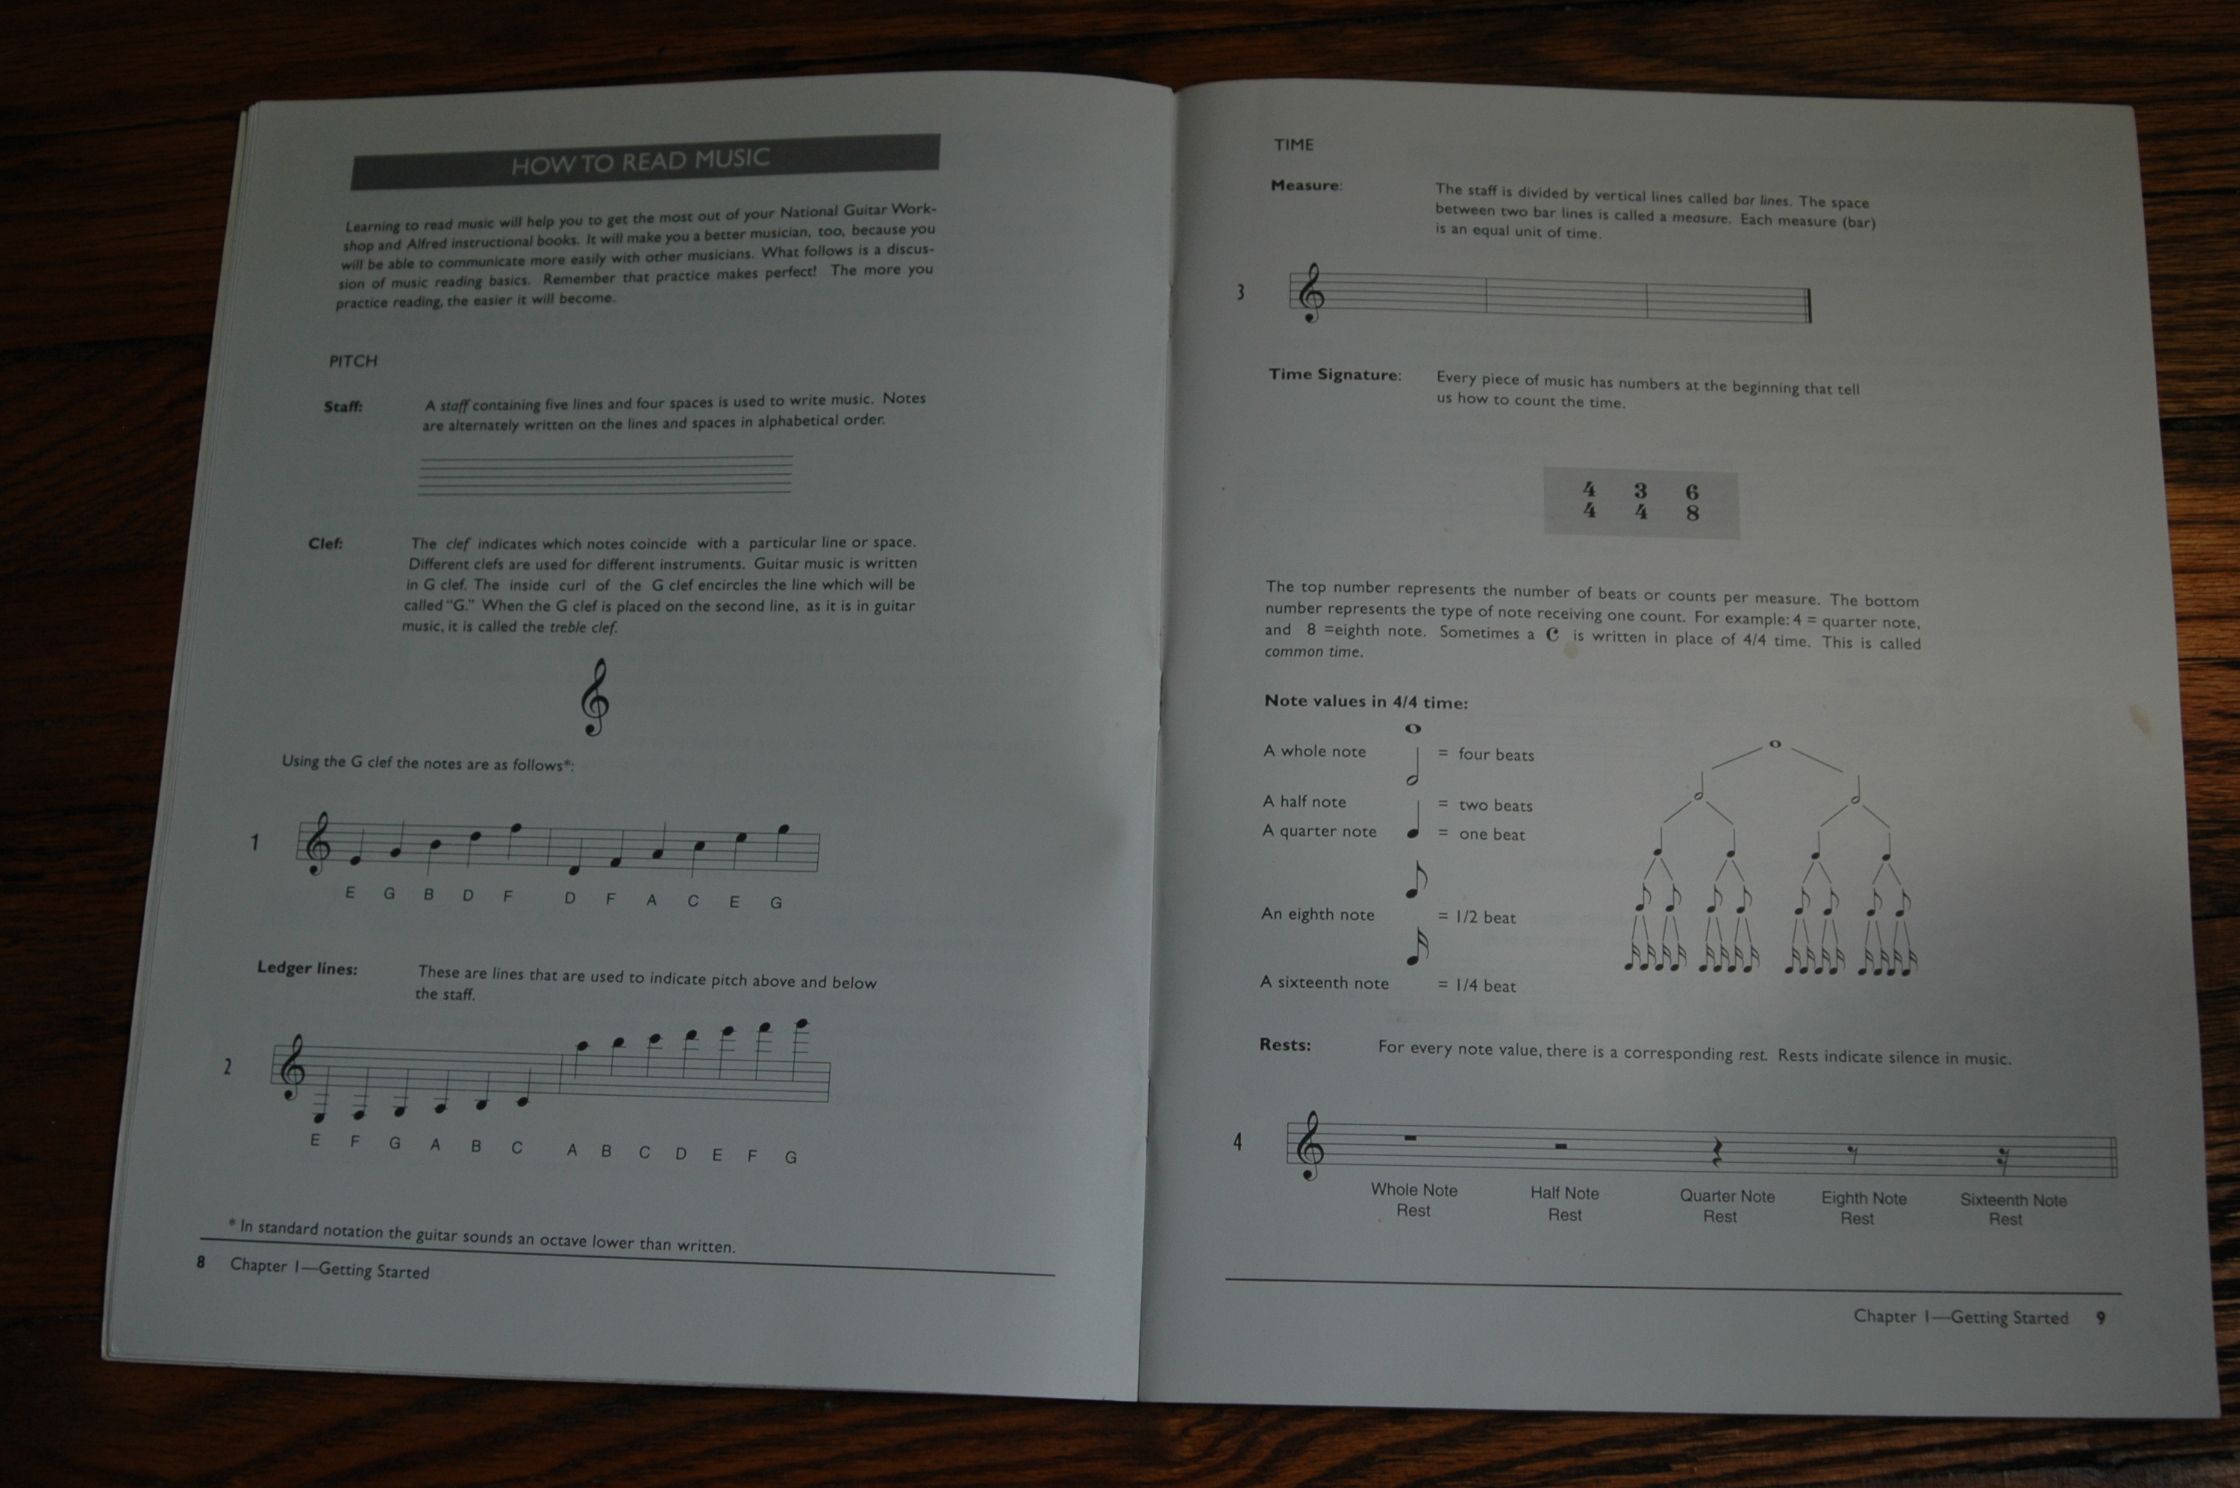 HOW TO READ MUSIC
Learning to read music will help you to get the most out of your National Guitar Work-
shop and Alfred instructional books. It will make you a better musician, too, because you
will be able to communicate more easily with other musicians. What follows is a discus-
sion of music reading basics. Remember that practice makes perfect! The more you
practice reading, the easier it will become.
PITCH
Staff: A staff containing five lines and four spaces is used to write music. Notes
are alternately written on the lines and spaces in alphabetical order.
Clef: The clef indicates which notes coincide with a particular line or space.
Different clefs are used for different instruments. Guitar music is written
in G clef. The inside curl of the G clef encircles the line which will be
called "G." When the G clef is placed on the second line, as it is in guitar
music, it is called the treble clef.
Using the G clef the notes are as follows*:
1
E G B D F D F A C E G
Ledger lines: These are lines that are used to indicate pitch above and below
the staff.
2
E F G A B C A B C D E F G
* In standard notation the guitar sounds an octave lower than written.
8 Chapter 1—Getting Started
TIME
Measure: The staff is divided by vertical lines called bar lines. The space
between two bar lines is called a measure. Each measure (bar)
is an equal unit of time.
3
Time Signature: Every piece of music has numbers at the beginning that tell
us how to count the time.
4 3 6
4 4 8
The top number represents the number of beats or counts per measure. The bottom
number represents the type of note receiving one count. For example: 4 = quarter note,
and 8 =eighth note. Sometimes a C is written in place of 4/4 time. This is called
common time.
Note values in 4/4 time:
A whole note = four beats
A half note = two beats
A quarter note = one beat
An eighth note = 1/2 beat
A sixteenth note = 1/4 beat
Rests: For every note value, there is a corresponding rest. Rests indicate silence in music.
4
Whole Note Half Note Quarter Note Eighth Note Sixteenth Note
Rest Rest Rest Rest Rest
Chapter 1—Getting Started 9